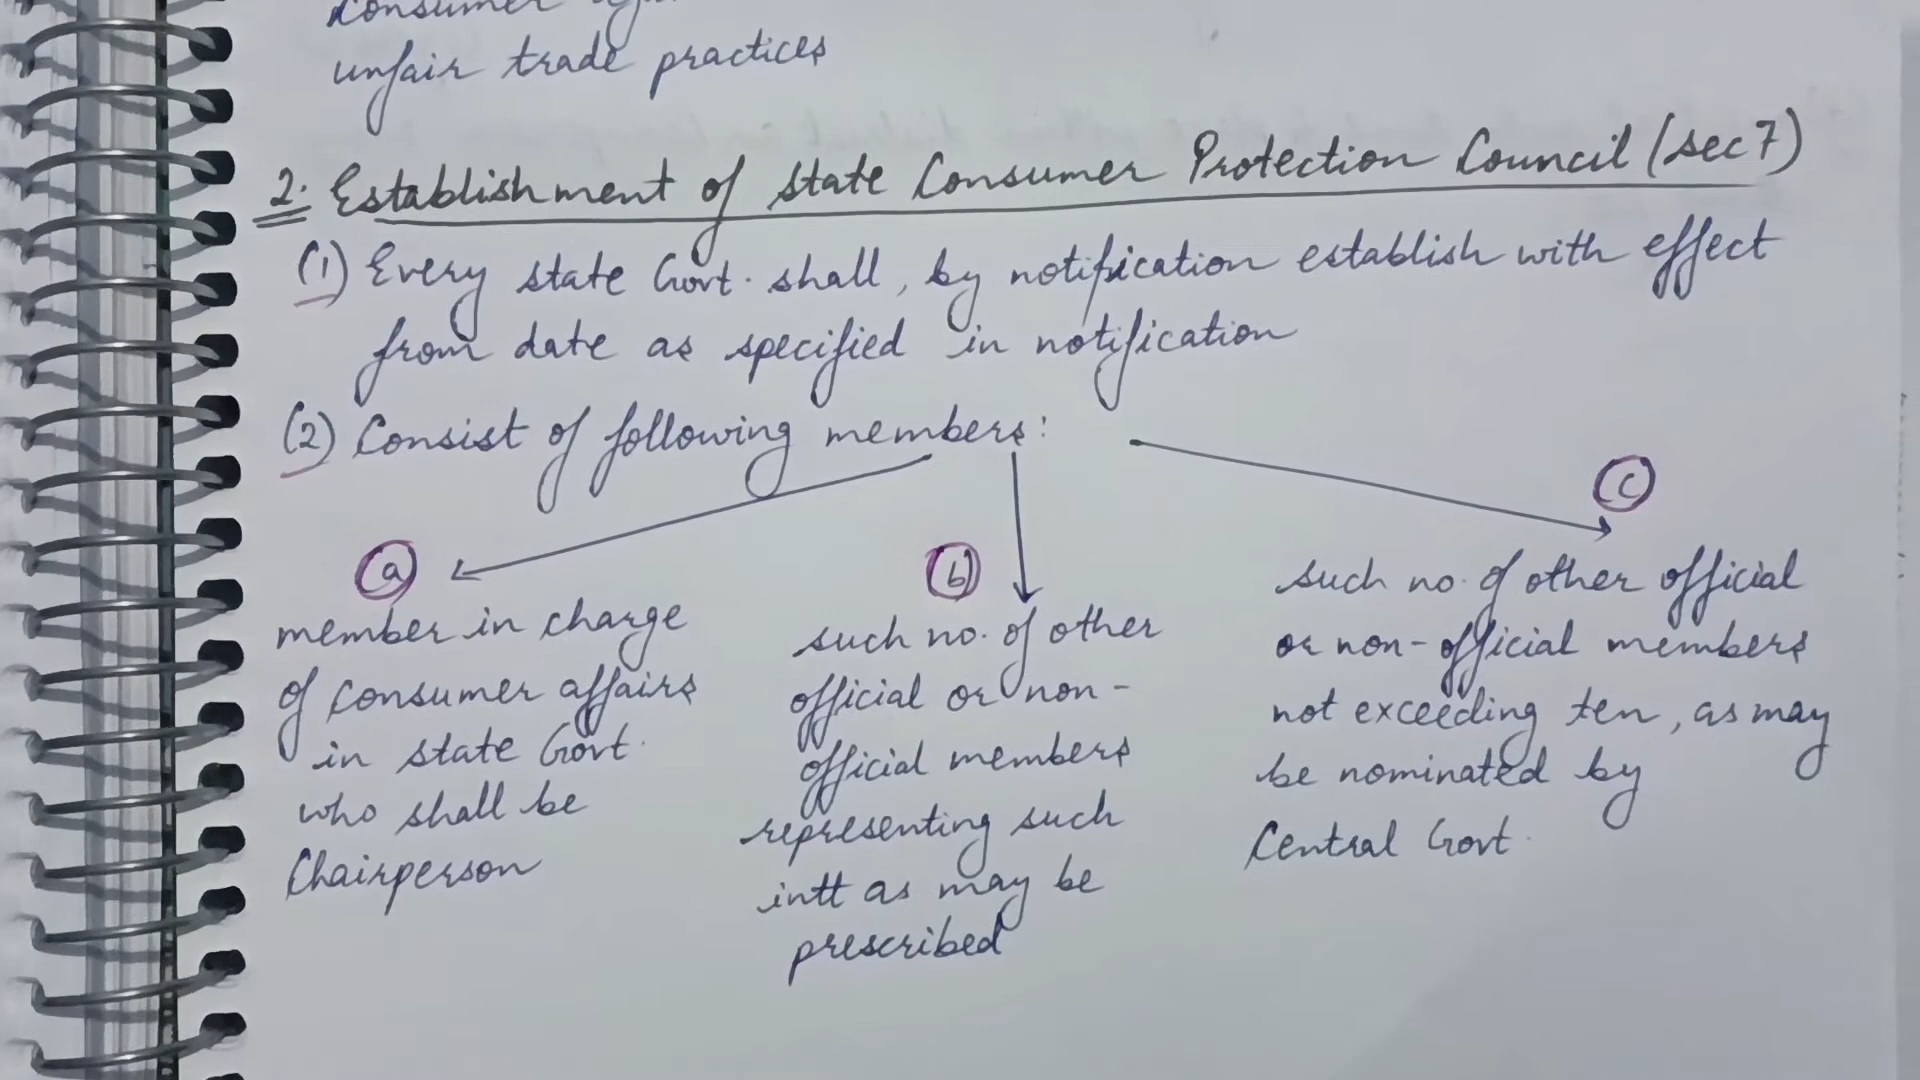 Consumer
unfair trade practices
2. Establishment of State Consumer Protection Council (sec 7)
(1) Every state Govt. shall, by notification establish with effect
from date as specified in notification
(2) Consist of following members:
(a)
member in charge
of consumer affairs
in state Govt.
who shall be
Chairperson
(b)
such no. of other
official or non-
official members
representing such
intt as may be
prescribed
(c)
such no. of other official
or non-official members
not exceeding ten, as may
be nominated by
Central Govt.